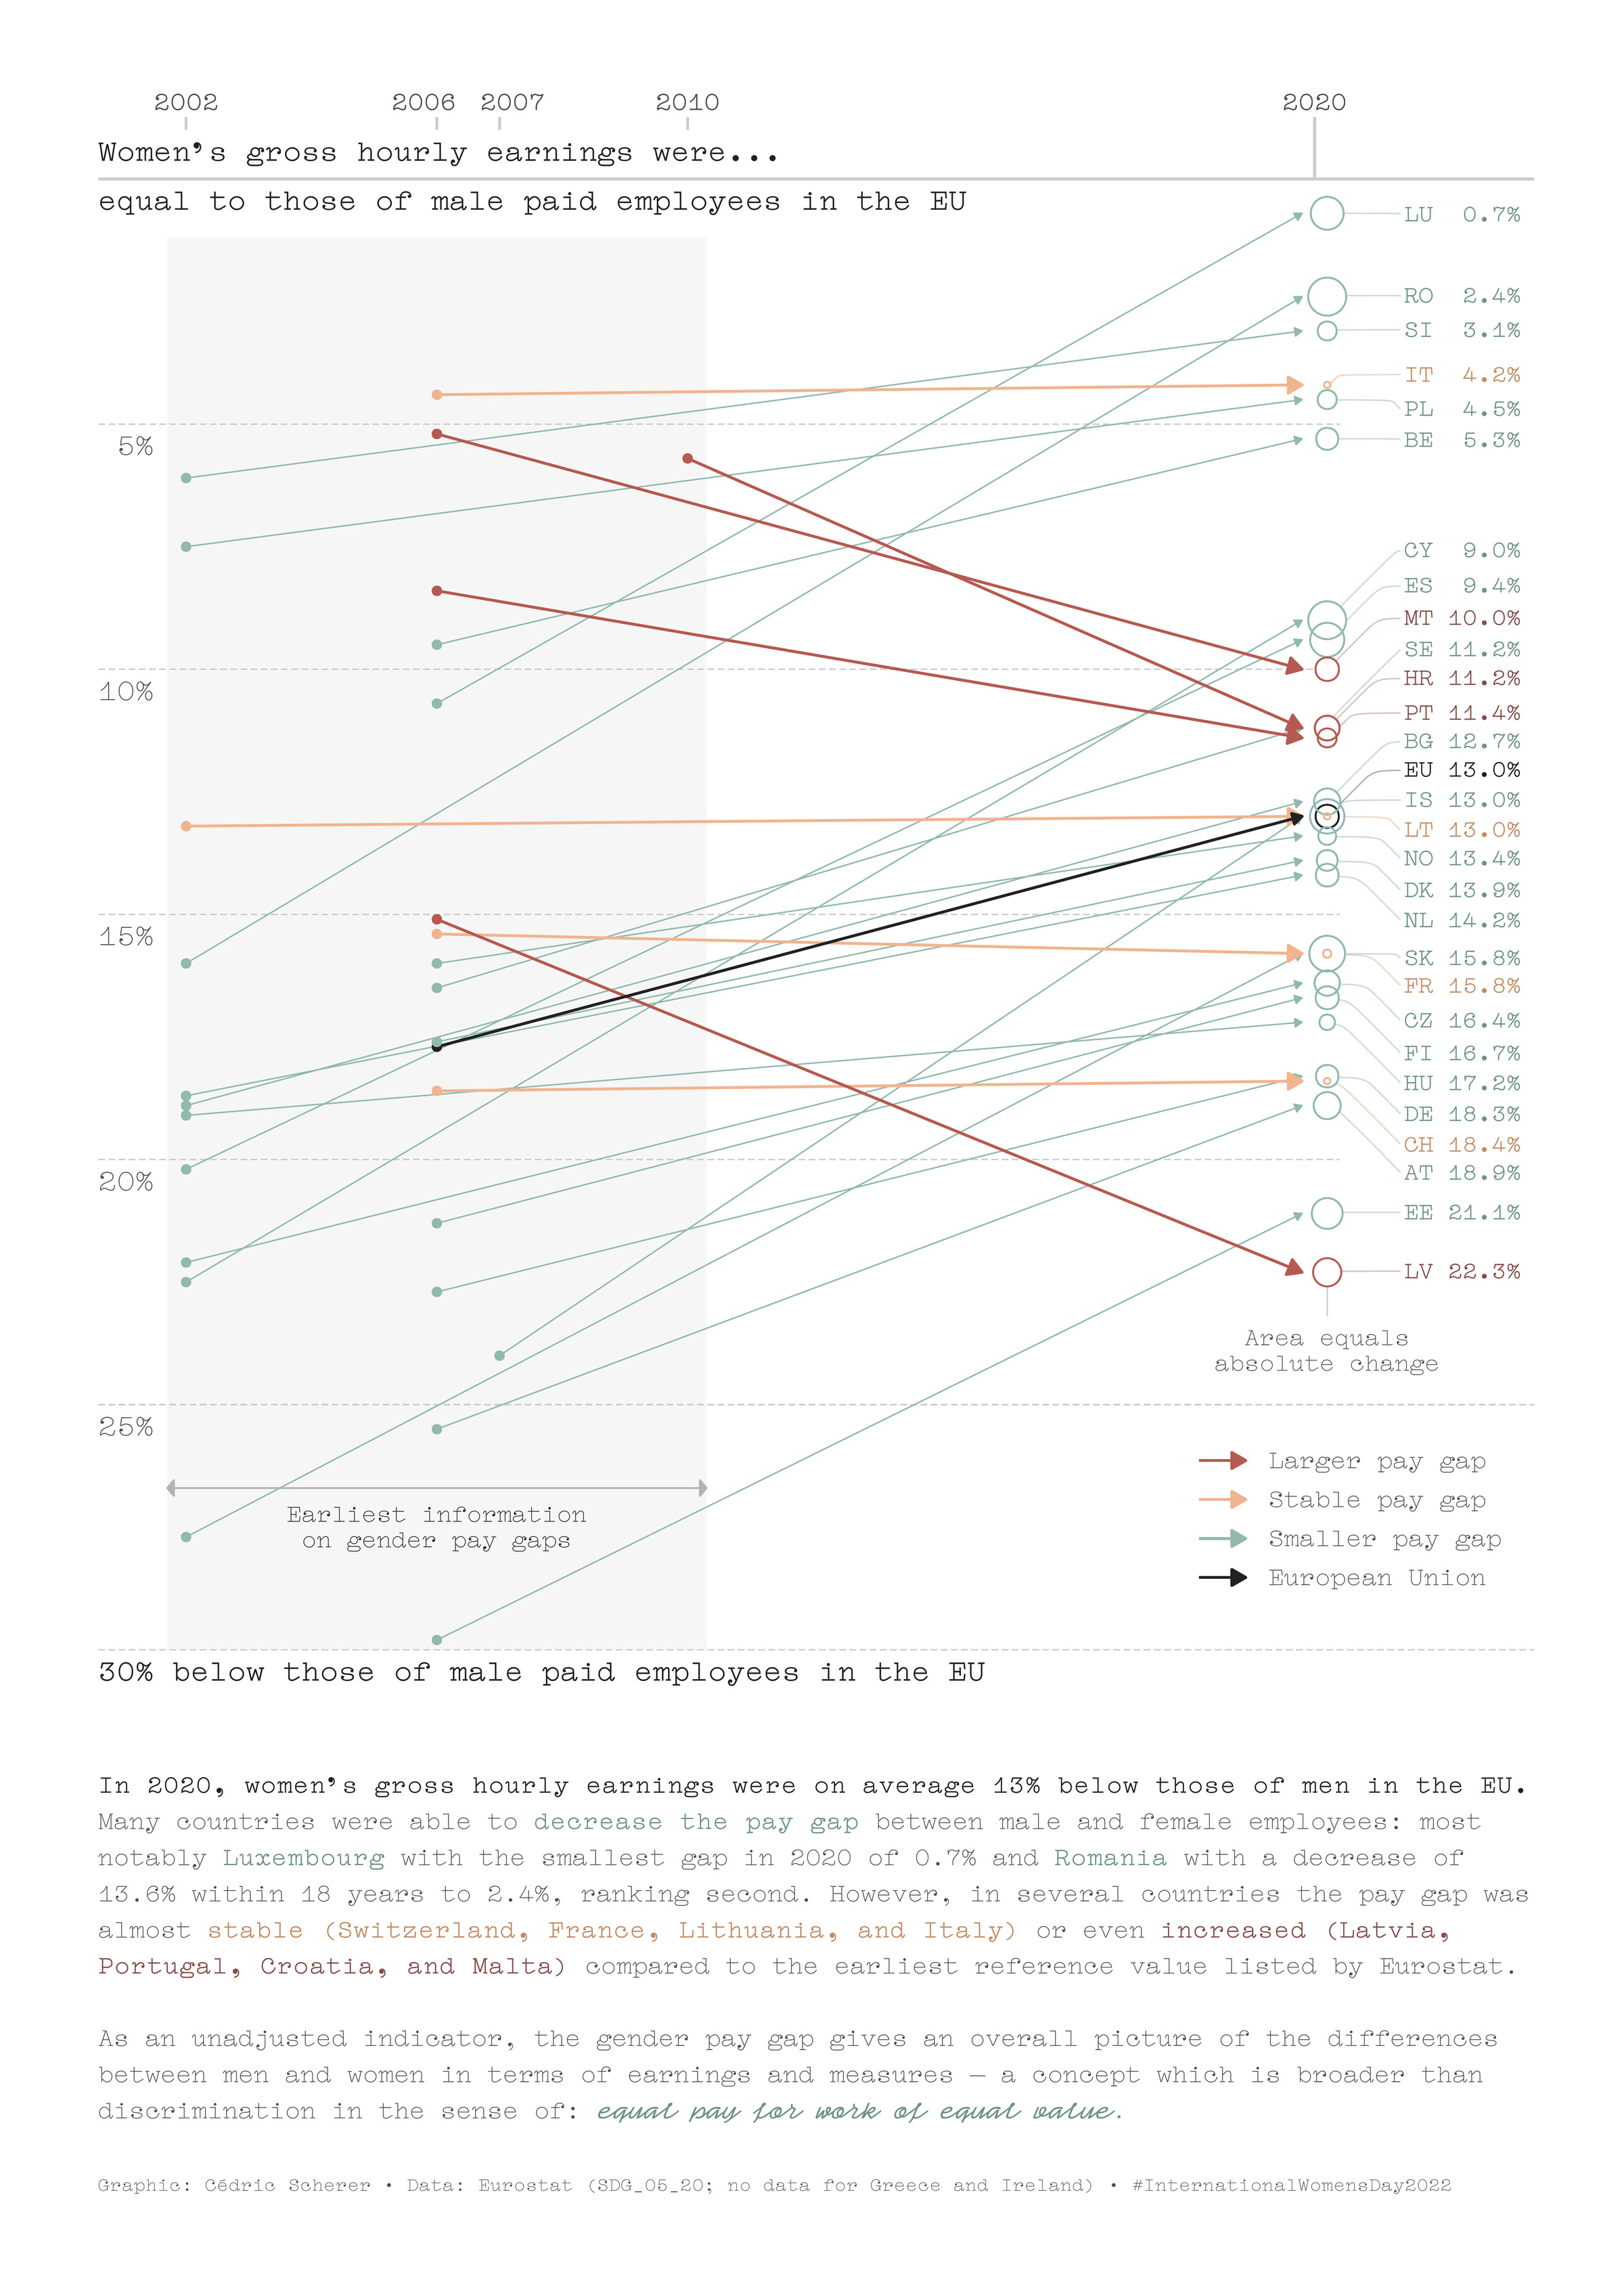 2002 2006 2007 2010 2020
Women's gross hourly earnings were...
equal to those of male paid employees in the EU
LU 0.7%
RO 2.4%
SI 3.1%
IT 4.2%
PL 4.5%
BE 5.3%
5%
CY 9.0%
ES 9.4%
MT 10.0%
SE 11.2%
HR 11.2%
10%
PT 11.4%
BG 12.7%
EU 13.0%
IS 13.0%
LT 13.0%
NO 13.4%
DK 13.9%
NL 14.2%
15%
SK 15.8%
FR 15.8%
CZ 16.4%
FI 16.7%
HU 17.2%
DE 18.3%
CH 18.4%
AT 18.9%
20%
EE 21.1%
LV 22.3%
Area equals
absolute change
25%
Larger pay gap
Stable pay gap
Smaller pay gap
European Union
Earliest information
on gender pay gaps
30% below those of male paid employees in the EU
In 2020, women's gross hourly earnings were on average 13% below those of men in the EU.
Many countries were able to decrease the pay gap between male and female employees: most
notably Luxembourg with the smallest gap in 2020 of 0.7% and Romania with a decrease of
13.6% within 18 years to 2.4%, ranking second. However, in several countries the pay gap was
almost stable (Switzerland, France, Lithuania, and Italy) or even increased (Latvia,
Portugal, Croatia, and Malta) compared to the earliest reference value listed by Eurostat.
As an unadjusted indicator, the gender pay gap gives an overall picture of the differences
between men and women in terms of earnings and measures — a concept which is broader than
discrimination in the sense of: equal pay for work of equal value.
Graphic: Cédric Scherer • Data: Eurostat (SDG_05_20; no data for Greece and Ireland) • #InternationalWomensDay2022